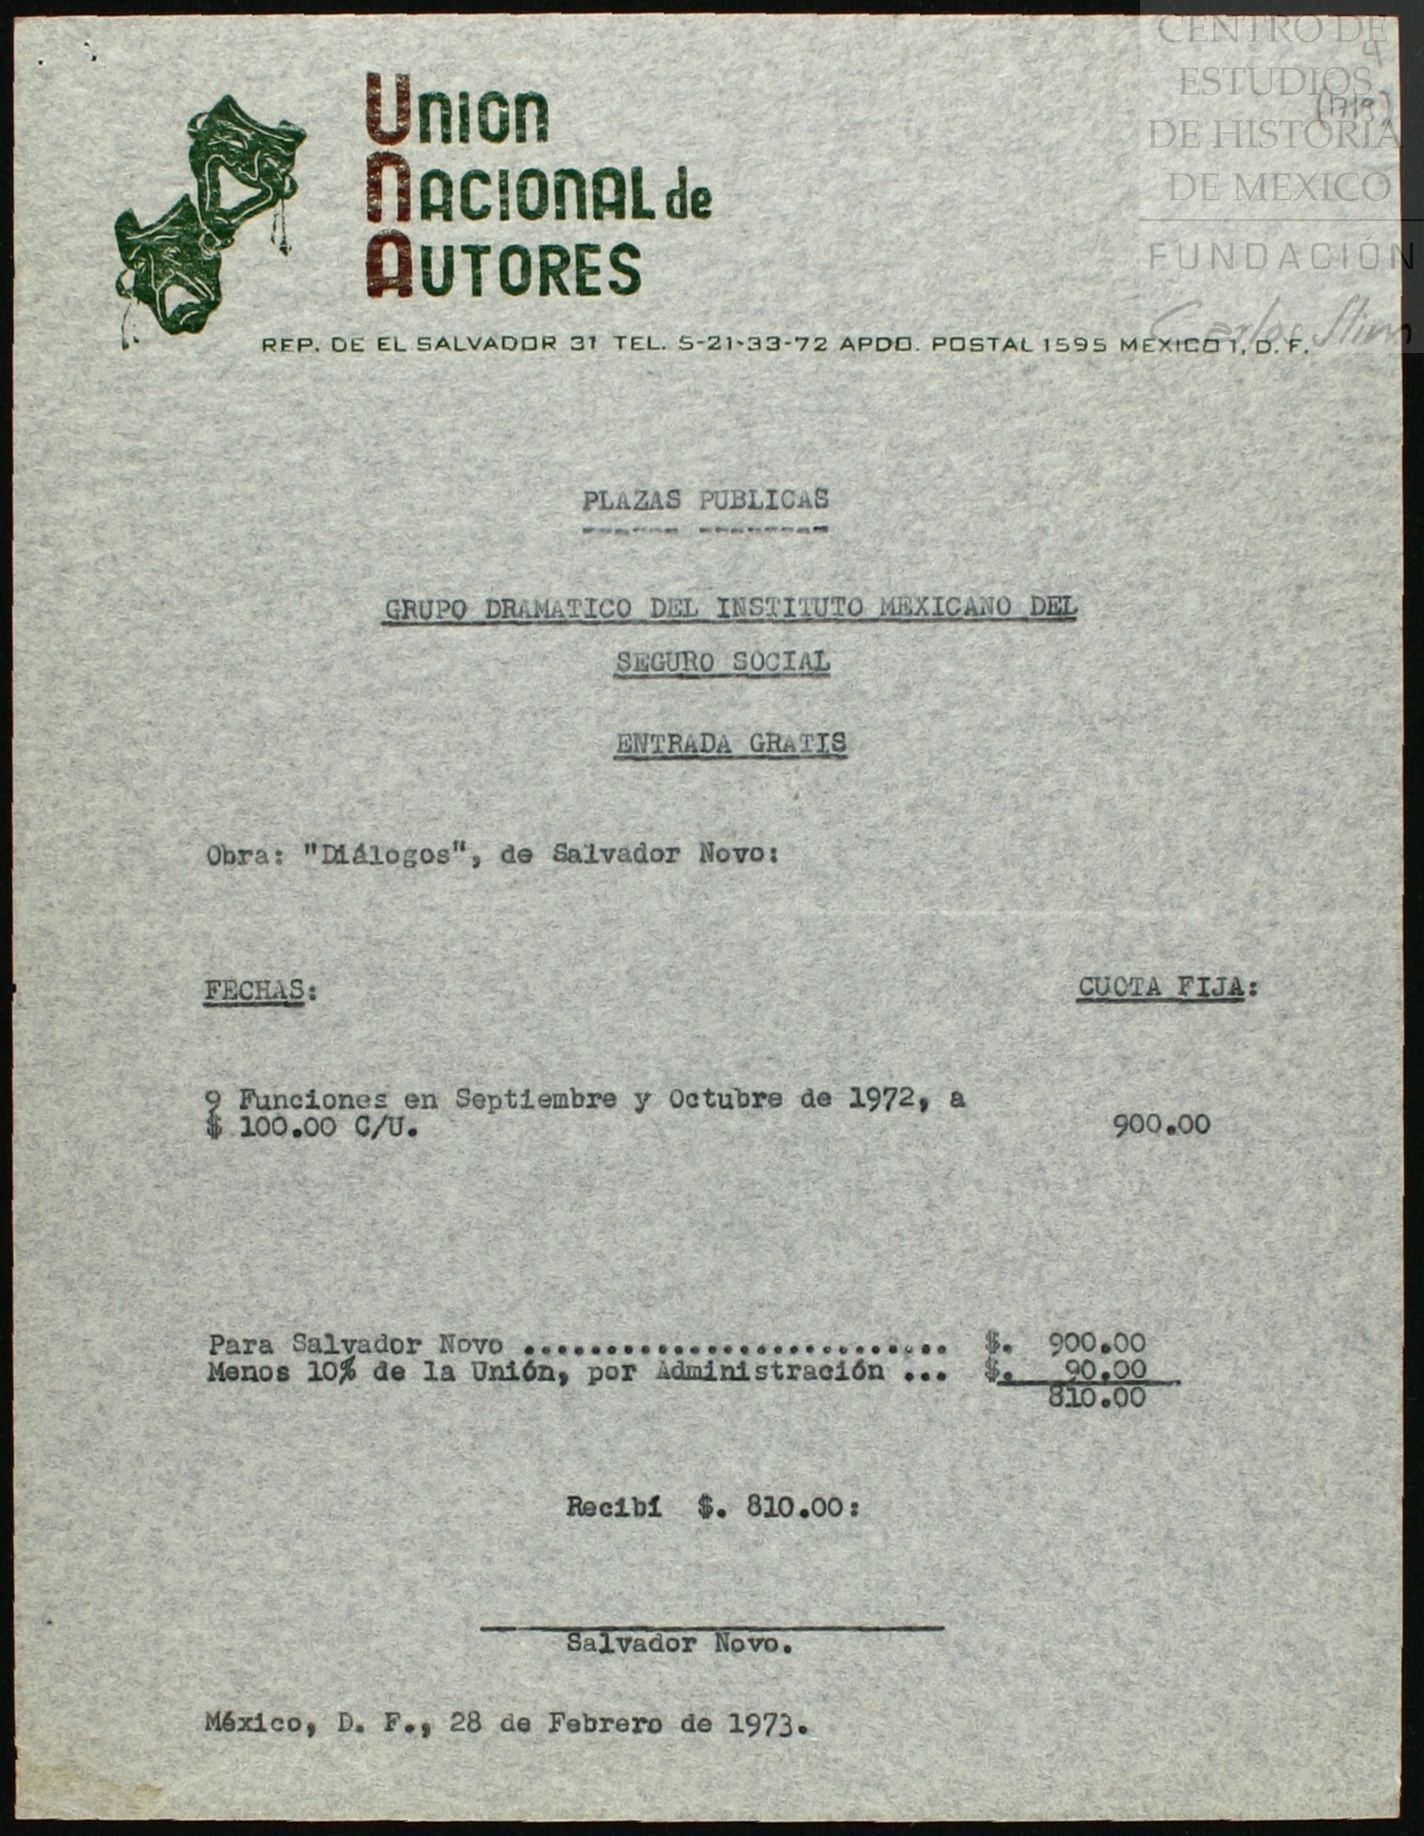 CENTRO DE
ESTUDIOS
DE HISTORIA
DE MEXICO
FUNDACIÓN
Carlos Slim
Union
Nacional de
Autores
REP. DE EL SALVADOR 31 TEL. 5-21-33-72 APDO. POSTAL 1595 MEXICO 1, D. F.
PLAZAS PUBLICAS
GRUPO DRAMATICO DEL INSTITUTO MEXICANO DEL
SEGURO SOCIAL
ENTRADA GRATIS
Obra: "Diálogos", de Salvador Novo:
FECHAS: CUOTA FIJA:
9 Funciones en Septiembre y Octubre de 1972, a
$ 100.00 C/U. 900.00
Para Salvador Novo .......................... $. 900.00
Menos 10% de la Unión, por Administración ... $. 90.00
810.00
Recibí $. 810.00:
Salvador Novo.
México, D. F., 28 de Febrero de 1973.